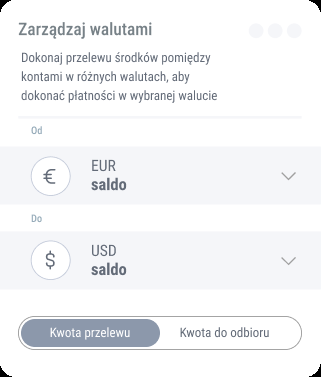 Zarządzaj walutami
Dokonaj przelewu środków pomiędzy
kontami w różnych walutach, aby
dokonać płatności w wybranej walucie
Od
€
EUR
saldo
Do
$
USD
saldo
Kwota przelewu Kwota do odbioru